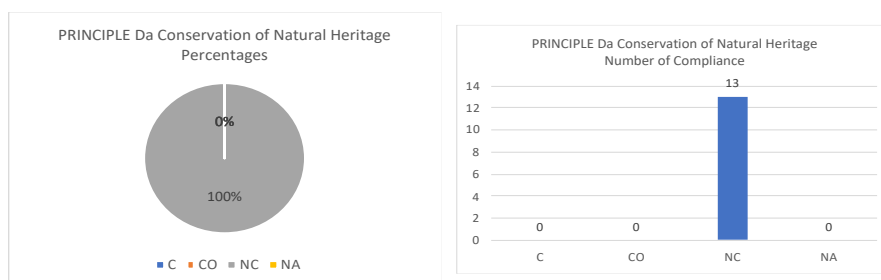 PRINCIPLE Da Conservation of Natural Heritage
Percentages
0%
100%
C CO NC NA
PRINCIPLE Da Conservation of Natural Heritage
Number of Compliance
14
12
10
8
6
4
2
0
0
0
13
0
C CO NC NA